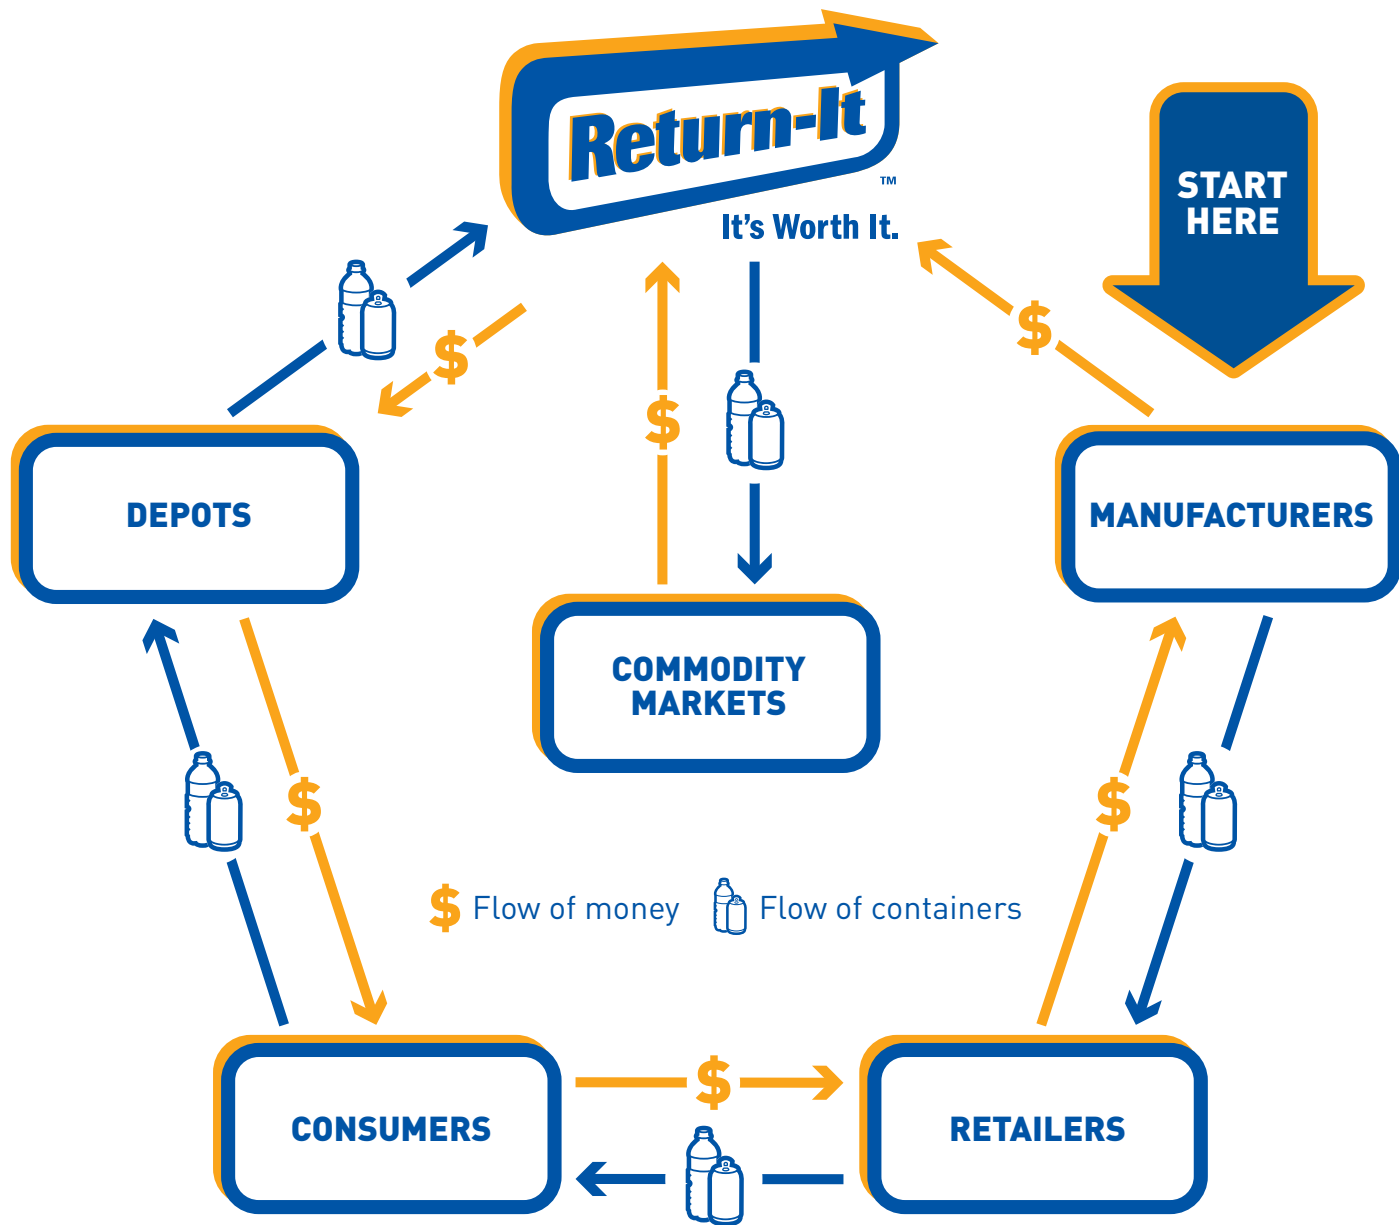 Return-It
TM
It's Worth It.
START
HERE
$
$
$
DEPOTS
MANUFACTURERS
COMMODITY
MARKETS
$
$
$ Flow of money
Flow of containers
$
CONSUMERS
RETAILERS